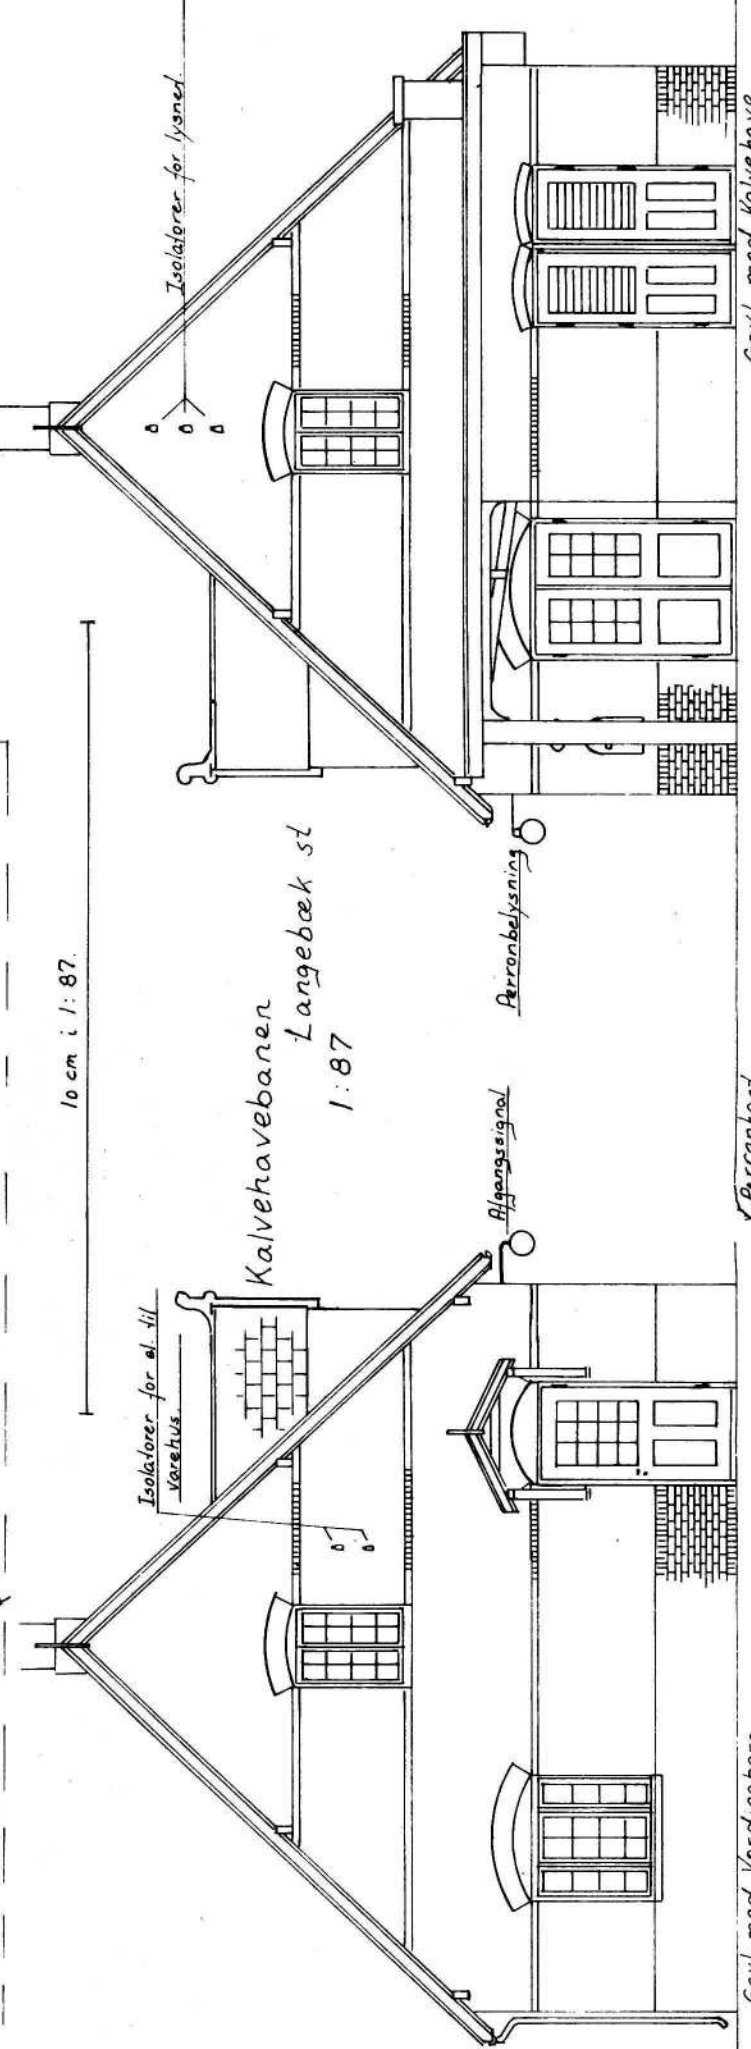 10 cm i 1:87.
Isolatorer for el. til
varehus.
Isolatorer for lysnet.
Kalvehavebanen
Langebæk st
1:87
Afgangssignal
Perronbelysning
Gavl mod Vordingborg
Perronkant
Gavl mod Kalvehave